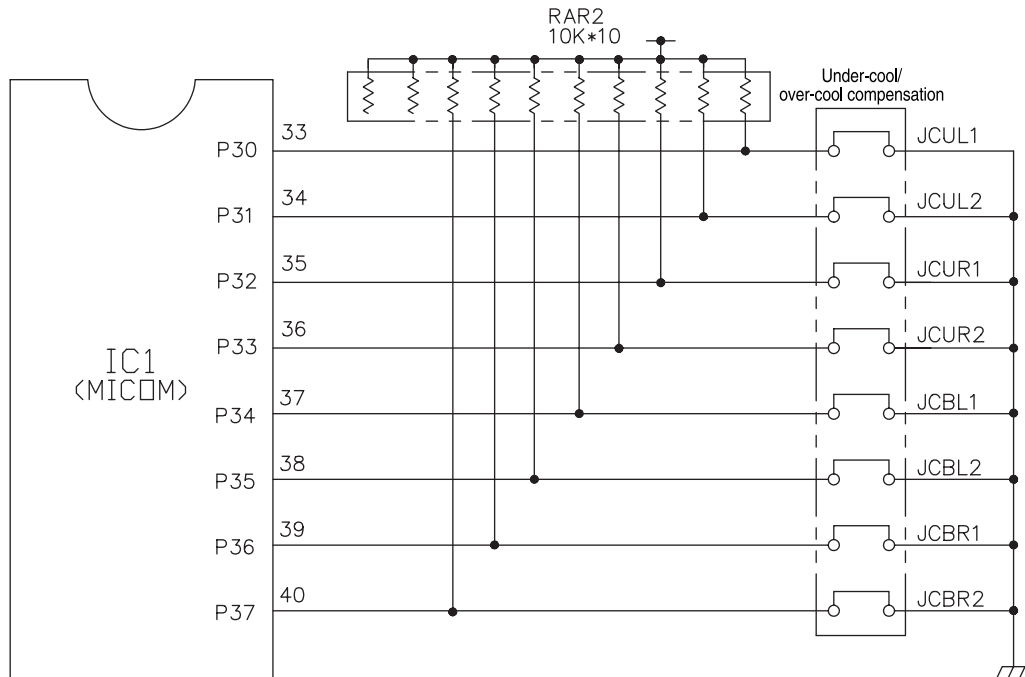 RAR2
10K*10
Under-cool/
over-cool compensation
33
P30
JCUL1
34
P31
JCUL2
35
P32
JCUR1
36
P33
JCUR2
IC1
(MICOM)
37
P34
JCBL1
38
P35
JCBL2
39
P36
JCBR1
40
P37
JCBR2